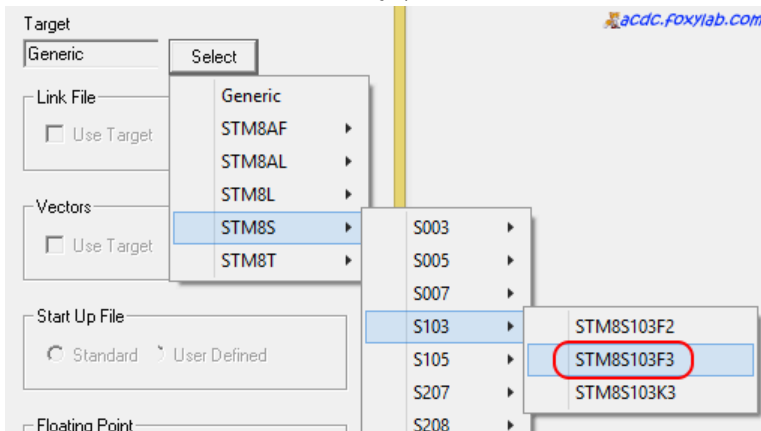 Target
acdc.foxylab.com
Generic
Select
Link File
Use Target
Generic
STM8AF
STM8AL
STM8L
STM8S
STM8T
Vectors
Use Target
S003
S005
S007
S103
S105
S207
S208
STM8S103F2
STM8S103F3
STM8S103K3
Start Up File
Standard
User Defined
Floating Point